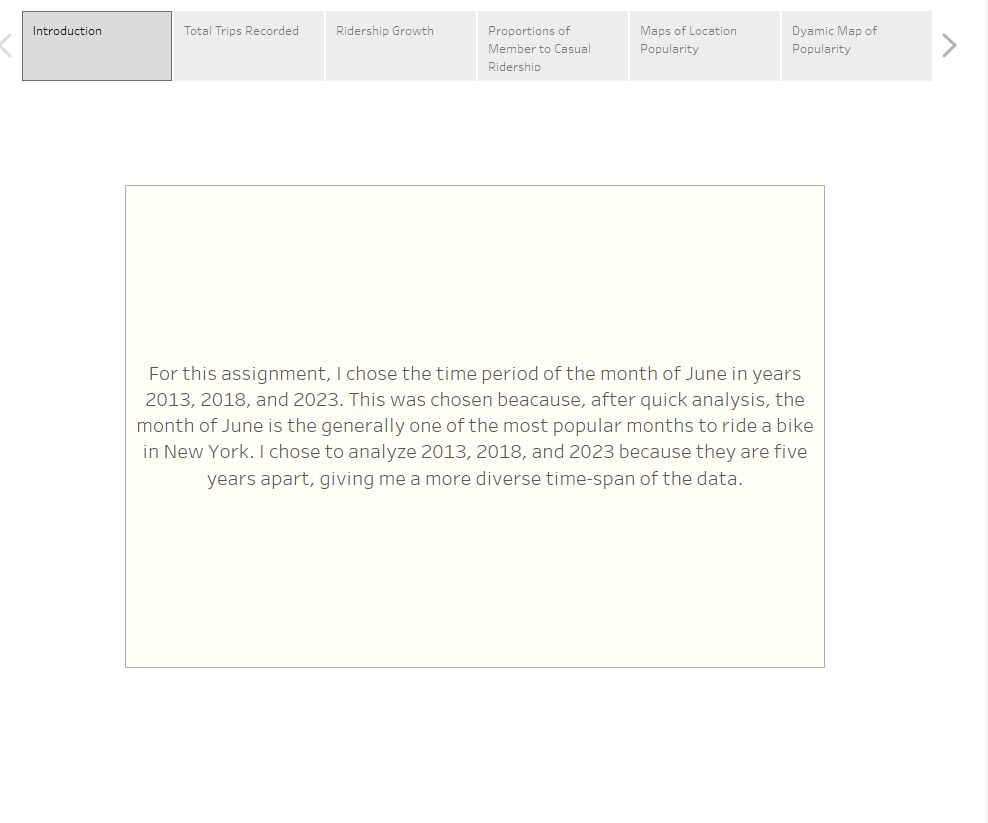 Introduction
Total Trips Recorded
Ridership Growth
Proportions of
Member to Casual
Ridership
Maps of Location
Popularity
Dyamic Map of
Popularity
For this assignment, I chose the time period of the month of June in years
2013, 2018, and 2023. This was chosen beacause, after quick analysis, the
month of June is the generally one of the most popular months to ride a bike
in New York. I chose to analyze 2013, 2018, and 2023 because they are five
years apart, giving me a more diverse time-span of the data.